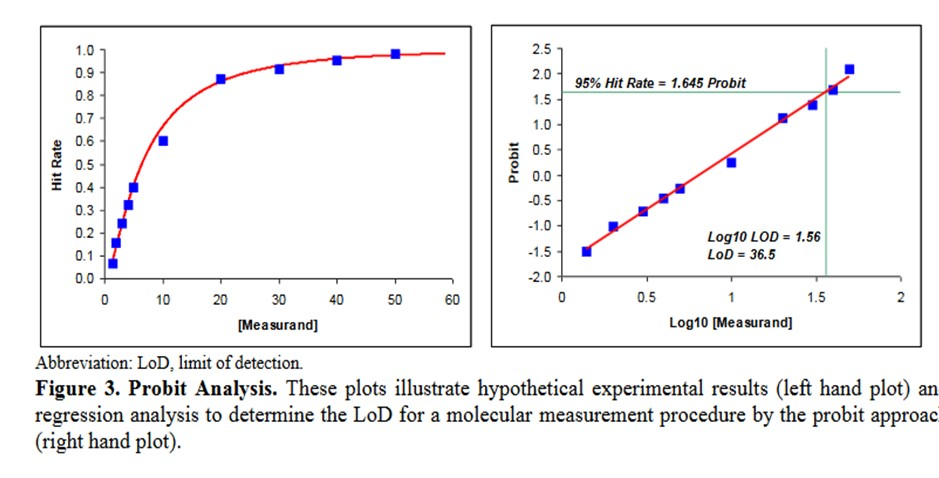 1.0
0.9
0.8
0.7
0.6
0.5
0.4
0.3
0.2
0.1
0.0
Hit Rate
0 10 20 30 40 50 60
[Measurand]
2.5
2.0
1.5
1.0
0.5
0.0
-0.5
-1.0
-1.5
-2.0
Probit
95% Hit Rate = 1.645 Probit
Log10 LOD = 1.56
LoD = 36.5
0 0.5 1 1.5 2
Log10 [Measurand]
Abbreviation: LoD, limit of detection.
Figure 3. Probit Analysis. These plots illustrate hypothetical experimental results (left hand plot) an
regression analysis to determine the LoD for a molecular measurement procedure by the probit approac
(right hand plot).